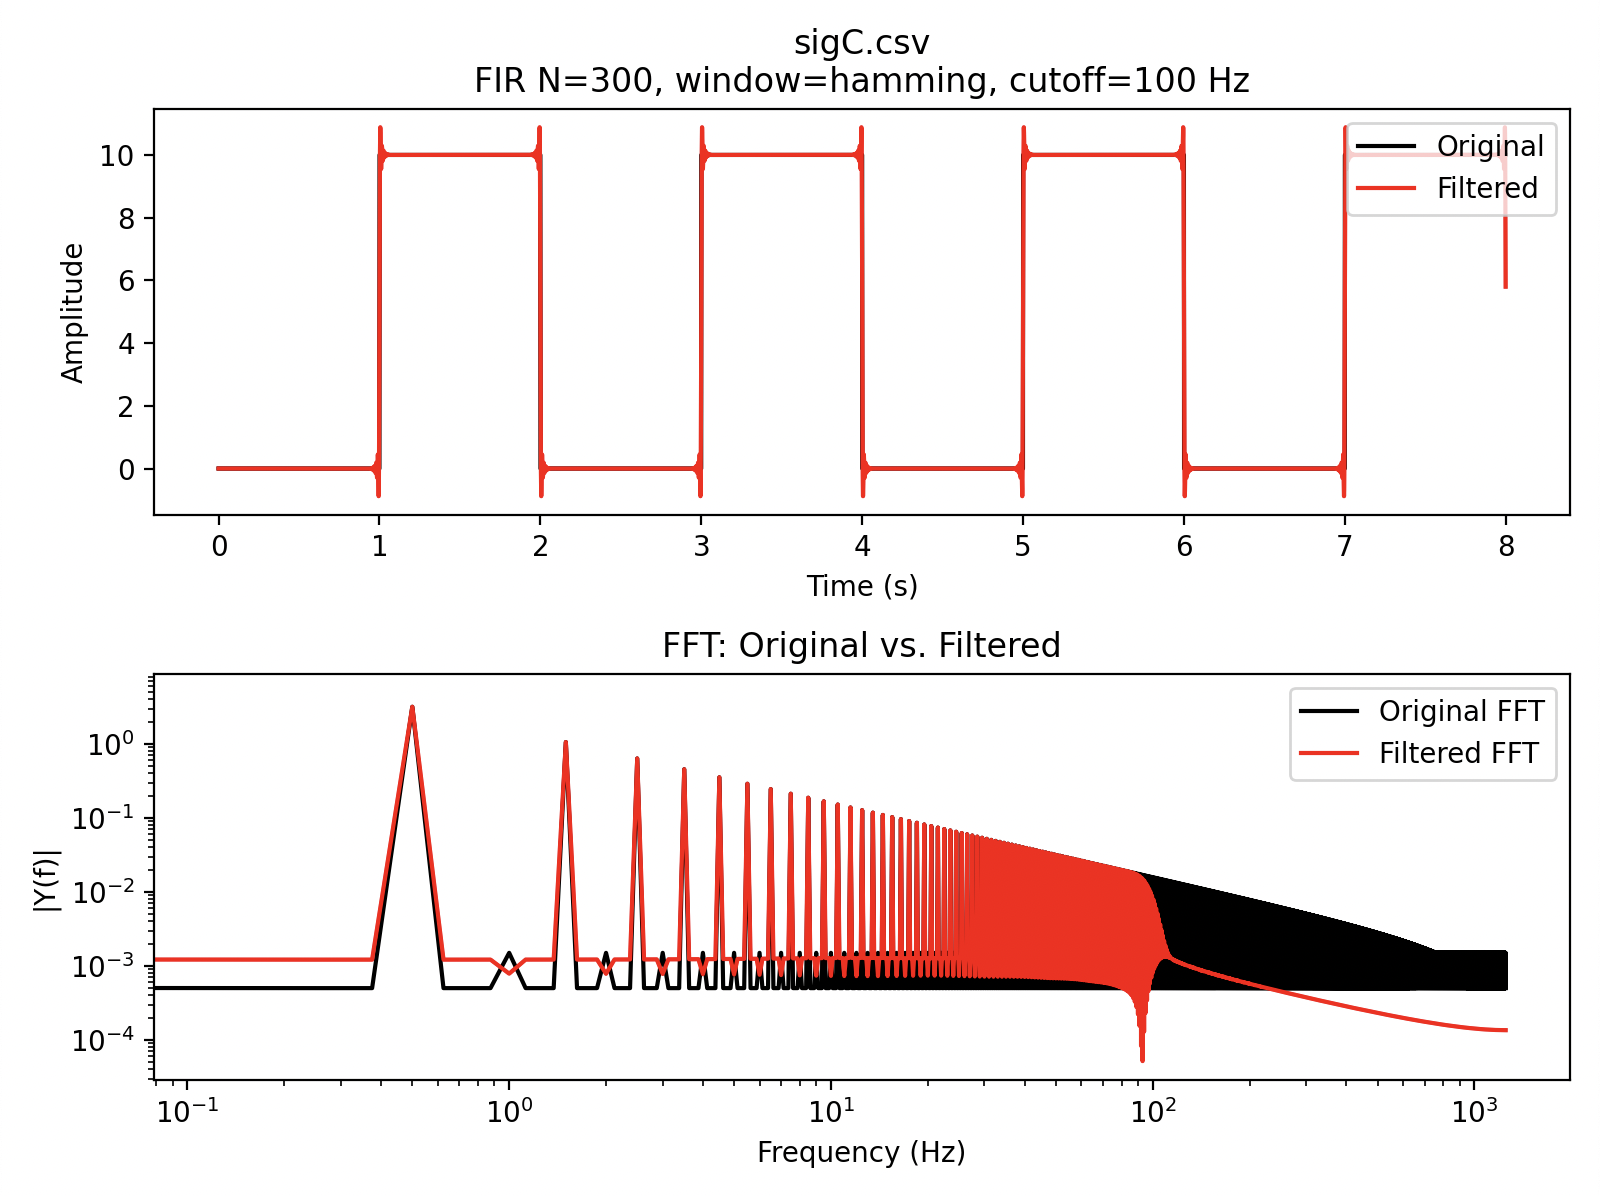 sigC.csv
FIR N=300, window=hamming, cutoff=100 Hz
Amplitude
10
8
6
4
2
0
Original
Filtered
0 1 2 3 4 5 6 7 8
Time (s)
FFT: Original vs. Filtered
|Y(f)|
10⁰
10⁻¹
10⁻²
10⁻³
10⁻⁴
Original FFT
Filtered FFT
10⁻¹ 10⁰ 10¹ 10² 10³
Frequency (Hz)